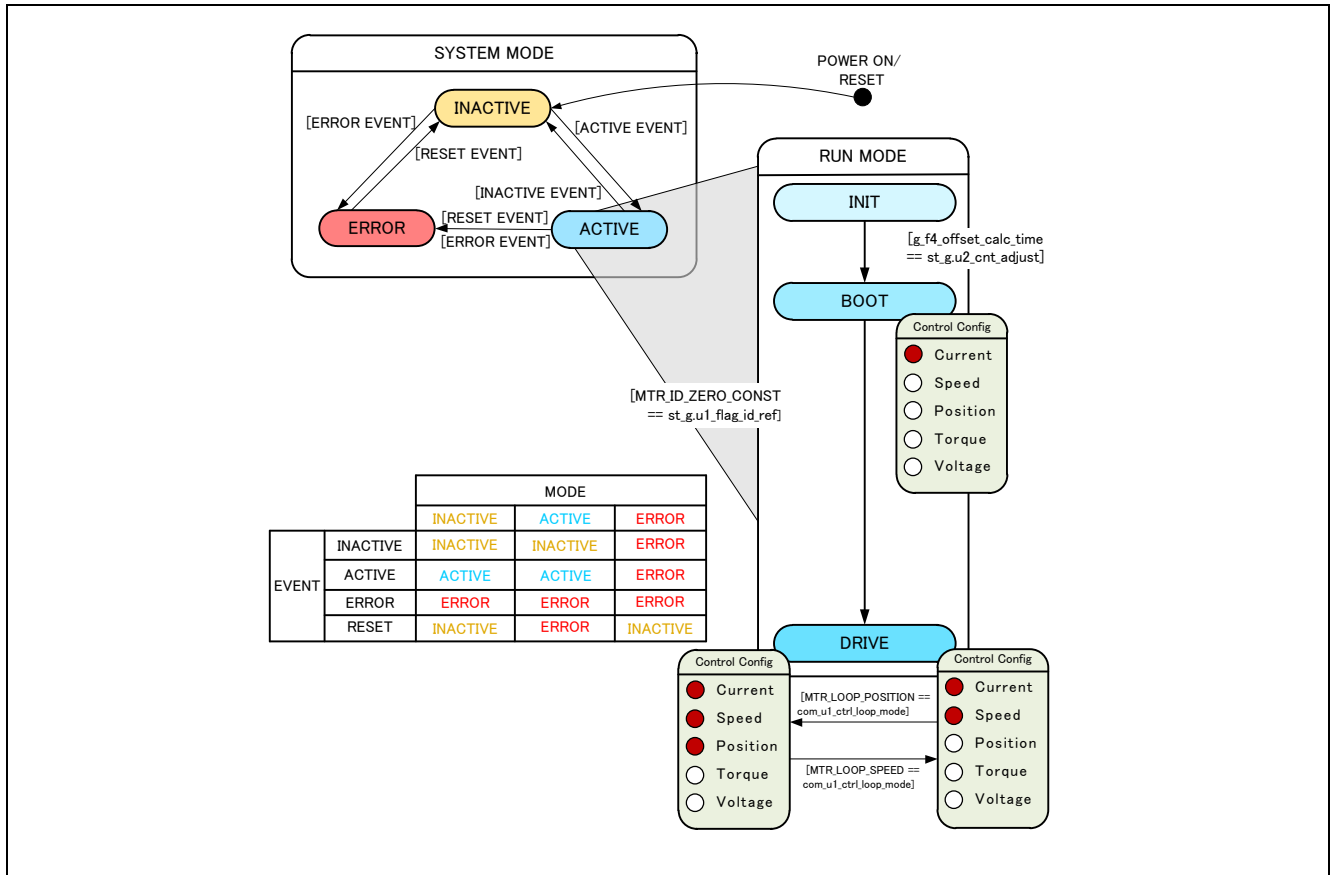 SYSTEM MODE
POWER ON/
RESET
INACTIVE
[ERROR EVENT]
[ACTIVE EVENT]
[RESET EVENT]
[INACTIVE EVENT]
[RESET EVENT]
ERROR
ACTIVE
[ERROR EVENT]
RUN MODE
INIT
[g_f4_offset_calc_time
== st_g.u2_cnt_adjust]
BOOT
Control Config
Current
Speed
Position
Torque
Voltage
[MTR_ID_ZERO_CONST
== st_g.u1_flag_id_ref]
MODE
INACTIVE ACTIVE ERROR
EVENT
INACTIVE INACTIVE INACTIVE ERROR
ACTIVE ACTIVE ACTIVE ERROR
ERROR ERROR ERROR ERROR
RESET INACTIVE ERROR INACTIVE
DRIVE
Control Config
Current
Speed
Position
Torque
Voltage
[MTR_LOOP_POSITION ==
com_u1_ctrl_loop_mode]
[MTR_LOOP_SPEED ==
com_u1_ctrl_loop_mode]
Control Config
Current
Speed
Position
Torque
Voltage